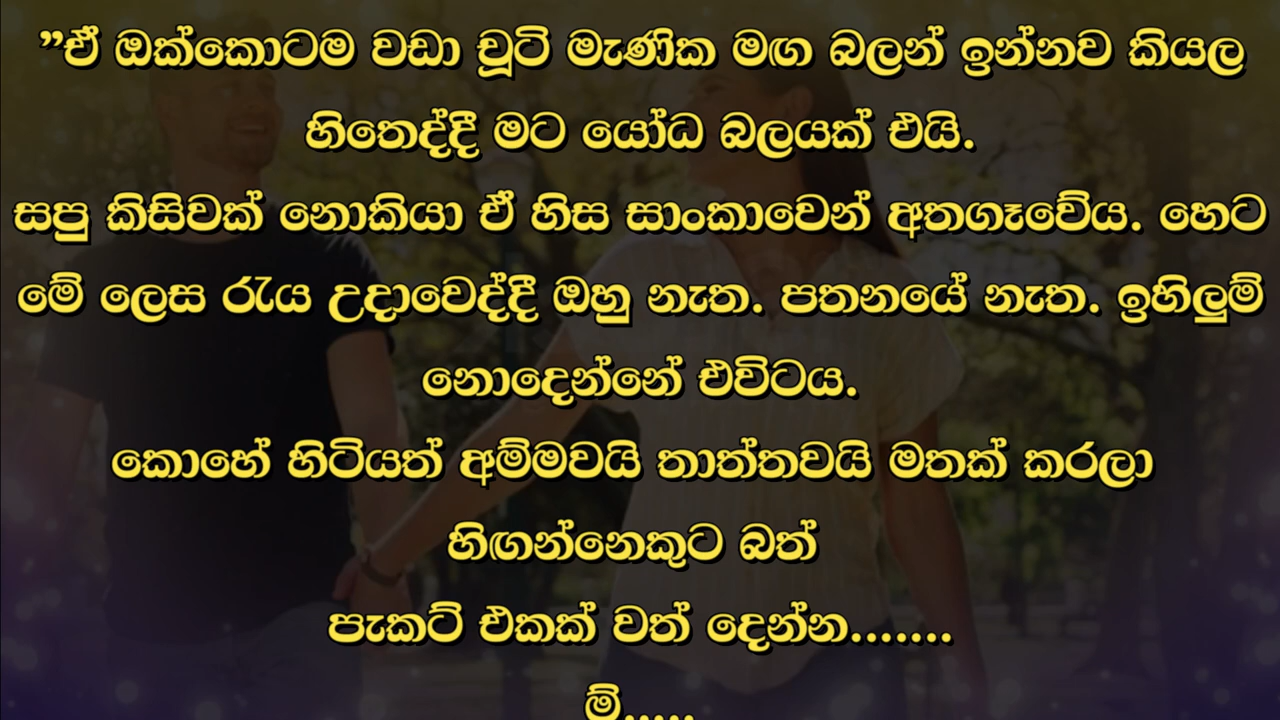 ”ඒ ඔක්කොටම වඩා චූටි මැණික මඟ බලන් ඉන්නව කියල
හිතෙද්දී මට යෝධ බලයක් එයි.
සපු කිසිවක් නොකියා ඒ හිස සාංකාවෙන් අතගෑවේය. හෙට
මේ ලෙස රැය උදාවෙද්දී ඔහු නැත. පතනයේ නැත. ඉහිලුම්
නොදෙන්නේ එවිටය.
කොහේ හිටියත් අම්මවයි තාත්තවයි මතක් කරලා
හිඟන්නෙකුට බත්
පැකට් එකක් වත් දෙන්න.......
ම්.....